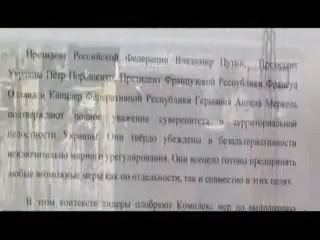 Президент Российской Федерации Владимир Путин, Президент
Украины Петр Порошенко, Президент Французской Республики Франсуа
Олланд и Канцлер Федеративной Республики Германия Ангела Меркель
подтверждают полное уважение суверенитета и территориальной
целостности Украины. Они твёрдо убеждены в безальтернативности
исключительно мирного урегулирования. Они всецело готовы предпринять
любые возможные меры как по отдельности, так и совместно в этих целях.
В этом контексте лидеры одобряют Комплекс мер по выполнению